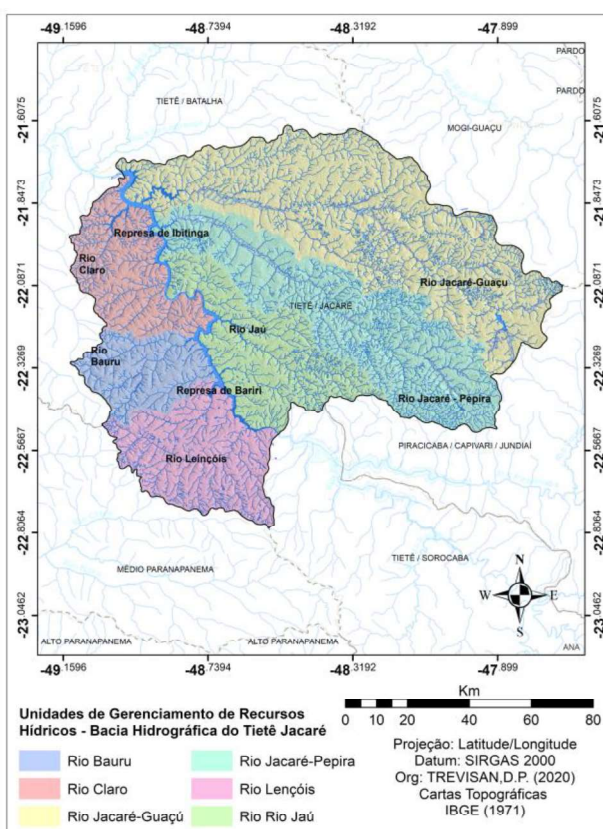 -49.1596 -48.7394 -48.3192 -47.899
PARDO
-21.6075
-21.6075
PARDO
TIETÊ / BATALHA
MOGI-GUAÇU
-21.8473
-21.8473
Represa de Ibitinga
Rio
Claro
-22.0871
-22.0871
Rio Jacaré-Guaçu
TIETÊ / JACARÉ
Rio Jaú
-22.3269
-22.3269
Rio
Bauru
Represa de Bariri
Rio Jacaré - Pepira
-22.5667
-22.5667
PIRACICABA / CAPIVARI / JUNDIAÍ
Rio Leinçóis
-22.8064
-22.8064
TIETÊ / SOROCABA
MÉDIO PARANAPANEMA
N
W E
S
-23.0462
-23.0462
ALTO PARANAPANEMA ALTO PARANAPANEMA ANA
-49.1596 -48.7394 -48.3192 -47.899
Km
0 10 20 40 60 80
Unidades de Gerenciamento de Recursos
Hídricos - Bacia Hidrográfica do Tietê Jacaré
Rio Bauru
Rio Claro
Rio Jacaré-Guaçú
Rio Jacaré-Pepira
Rio Lençóis
Rio Rio Jaú
Projeção: Latitude/Longitude
Datum: SIRGAS 2000
Org: TREVISAN,D.P. (2020)
Cartas Topográficas
IBGE (1971)